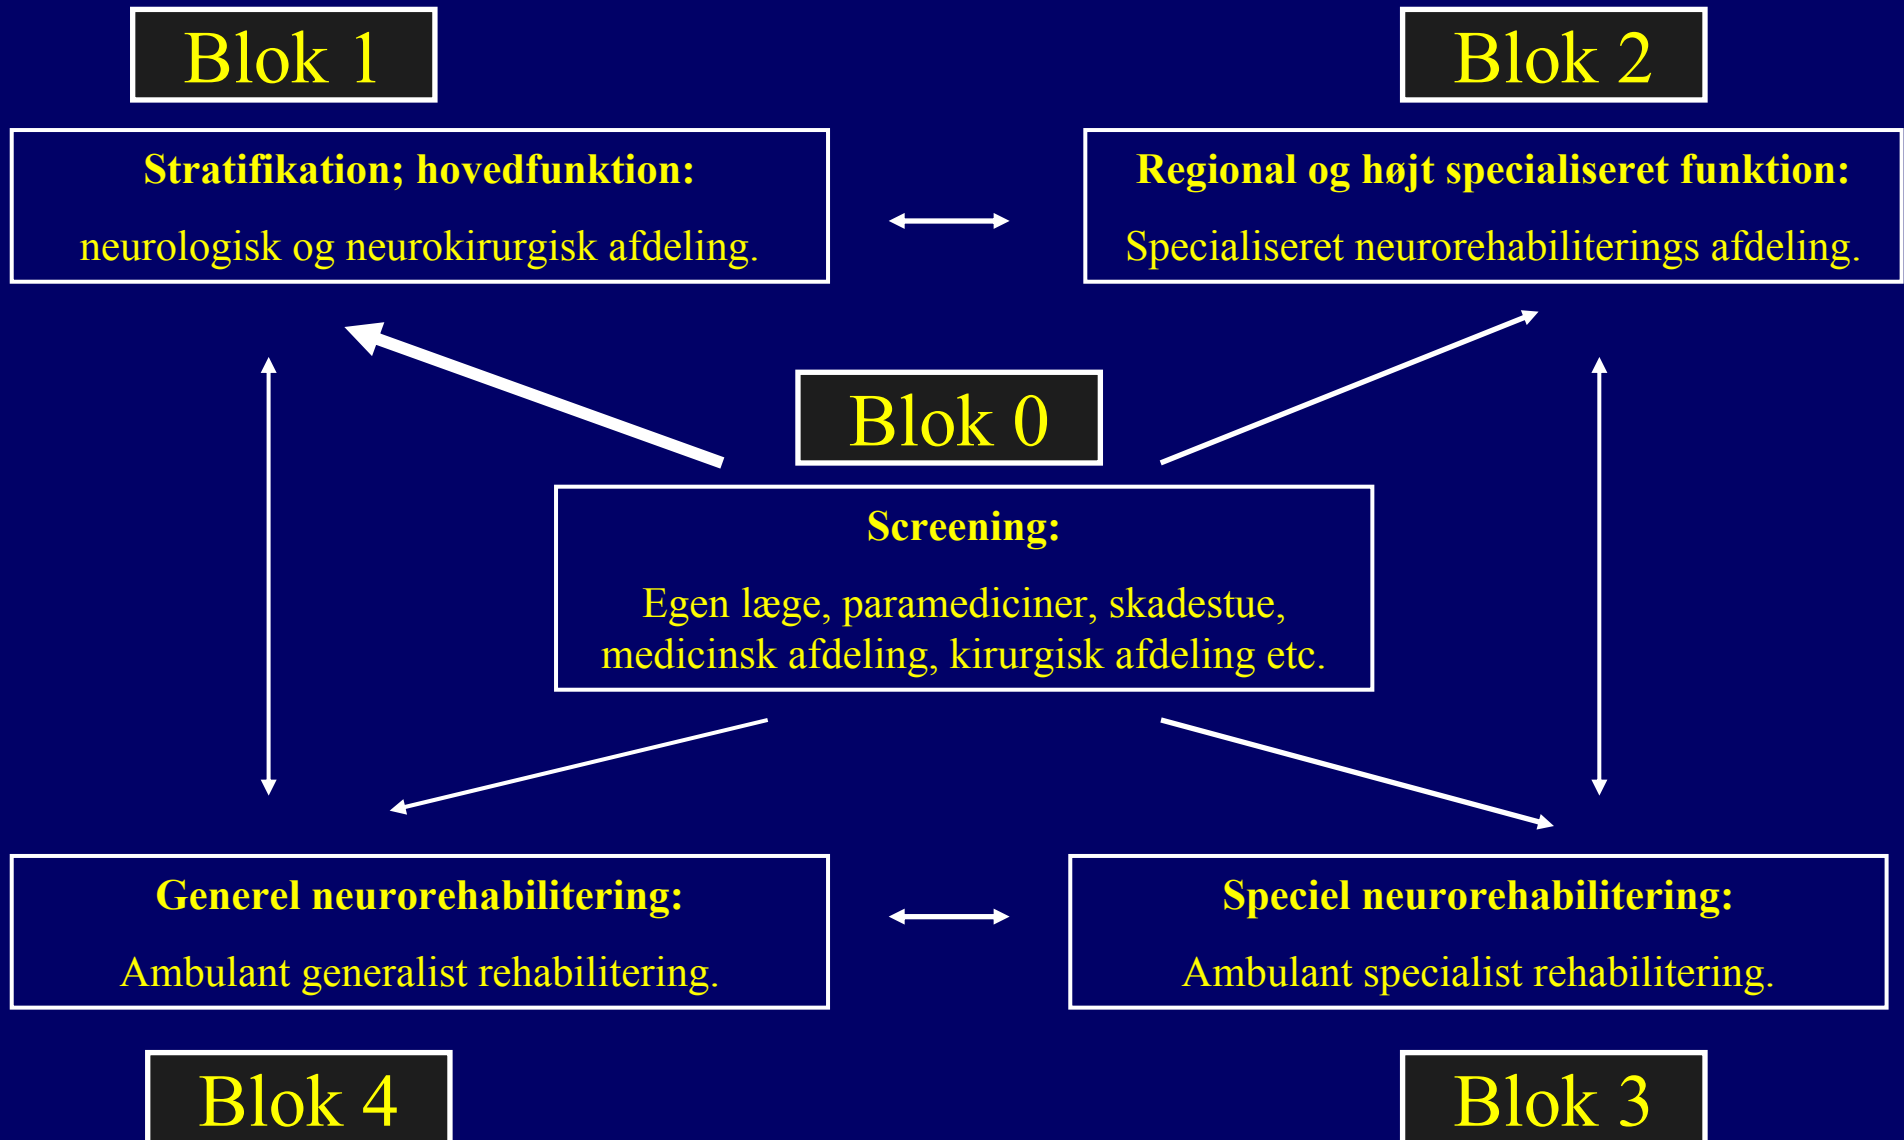 Blok 1
Stratifikation; hovedfunktion:
neurologisk og neurokirurgisk afdeling.
Blok 2
Regional og højt specialiseret funktion:
Specialiseret neurorehabiliterings afdeling.
Blok 0
Screening:
Egen læge, paramediciner, skadestue,
medicinsk afdeling, kirurgisk afdeling etc.
Generel neurorehabilitering:
Ambulant generalist rehabilitering.
Blok 4
Speciel neurorehabilitering:
Ambulant specialist rehabilitering.
Blok 3